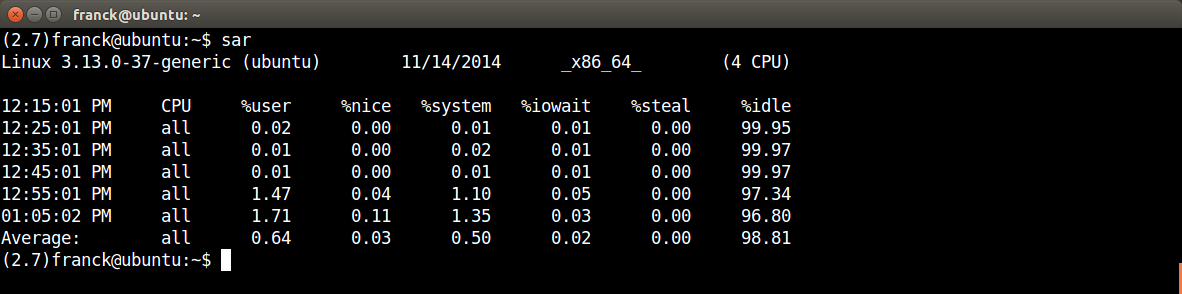 franck@ubuntu: ~
(2.7)franck@ubuntu:~$ sar
Linux 3.13.0-37-generic (ubuntu)        11/14/2014      _x86_64_        (4 CPU)
12:15:01 PM     CPU     %user     %nice   %system   %iowait    %steal     %idle
12:25:01 PM     all      0.02      0.00      0.01      0.01      0.00     99.95
12:35:01 PM     all      0.01      0.00      0.02      0.01      0.00     99.97
12:45:01 PM     all      0.01      0.00      0.01      0.01      0.00     99.97
12:55:01 PM     all      1.47      0.04      1.10      0.05      0.00     97.34
01:05:02 PM     all      1.71      0.11      1.35      0.03      0.00     96.80
Average:        all      0.64      0.03      0.50      0.02      0.00     98.81
(2.7)franck@ubuntu:~$